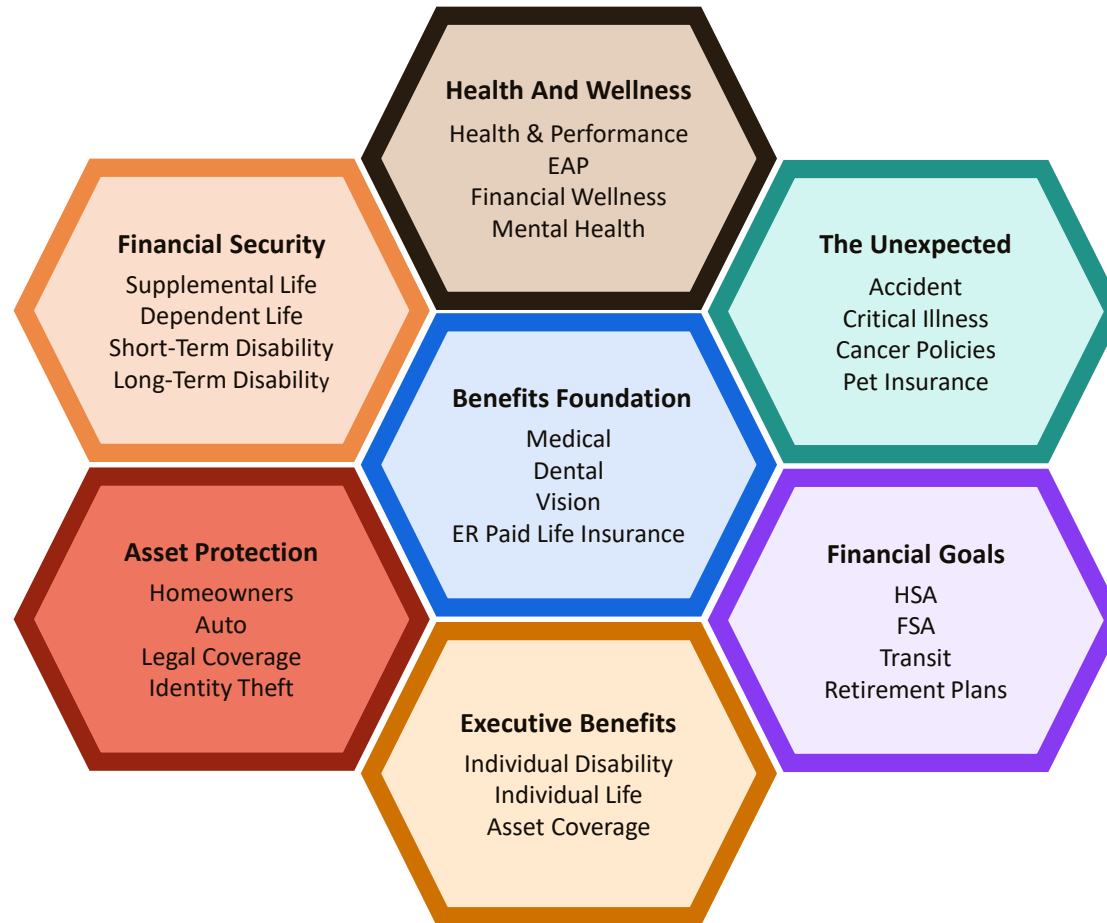 Health And Wellness
Health & Performance
EAP
Financial Wellness
Mental Health
Financial Security
Supplemental Life
Dependent Life
Short-Term Disability
Long-Term Disability
The Unexpected
Accident
Critical Illness
Cancer Policies
Pet Insurance
Benefits Foundation
Medical
Dental
Vision
ER Paid Life Insurance
Asset Protection
Homeowners
Auto
Legal Coverage
Identity Theft
Financial Goals
HSA
FSA
Transit
Retirement Plans
Executive Benefits
Individual Disability
Individual Life
Asset Coverage